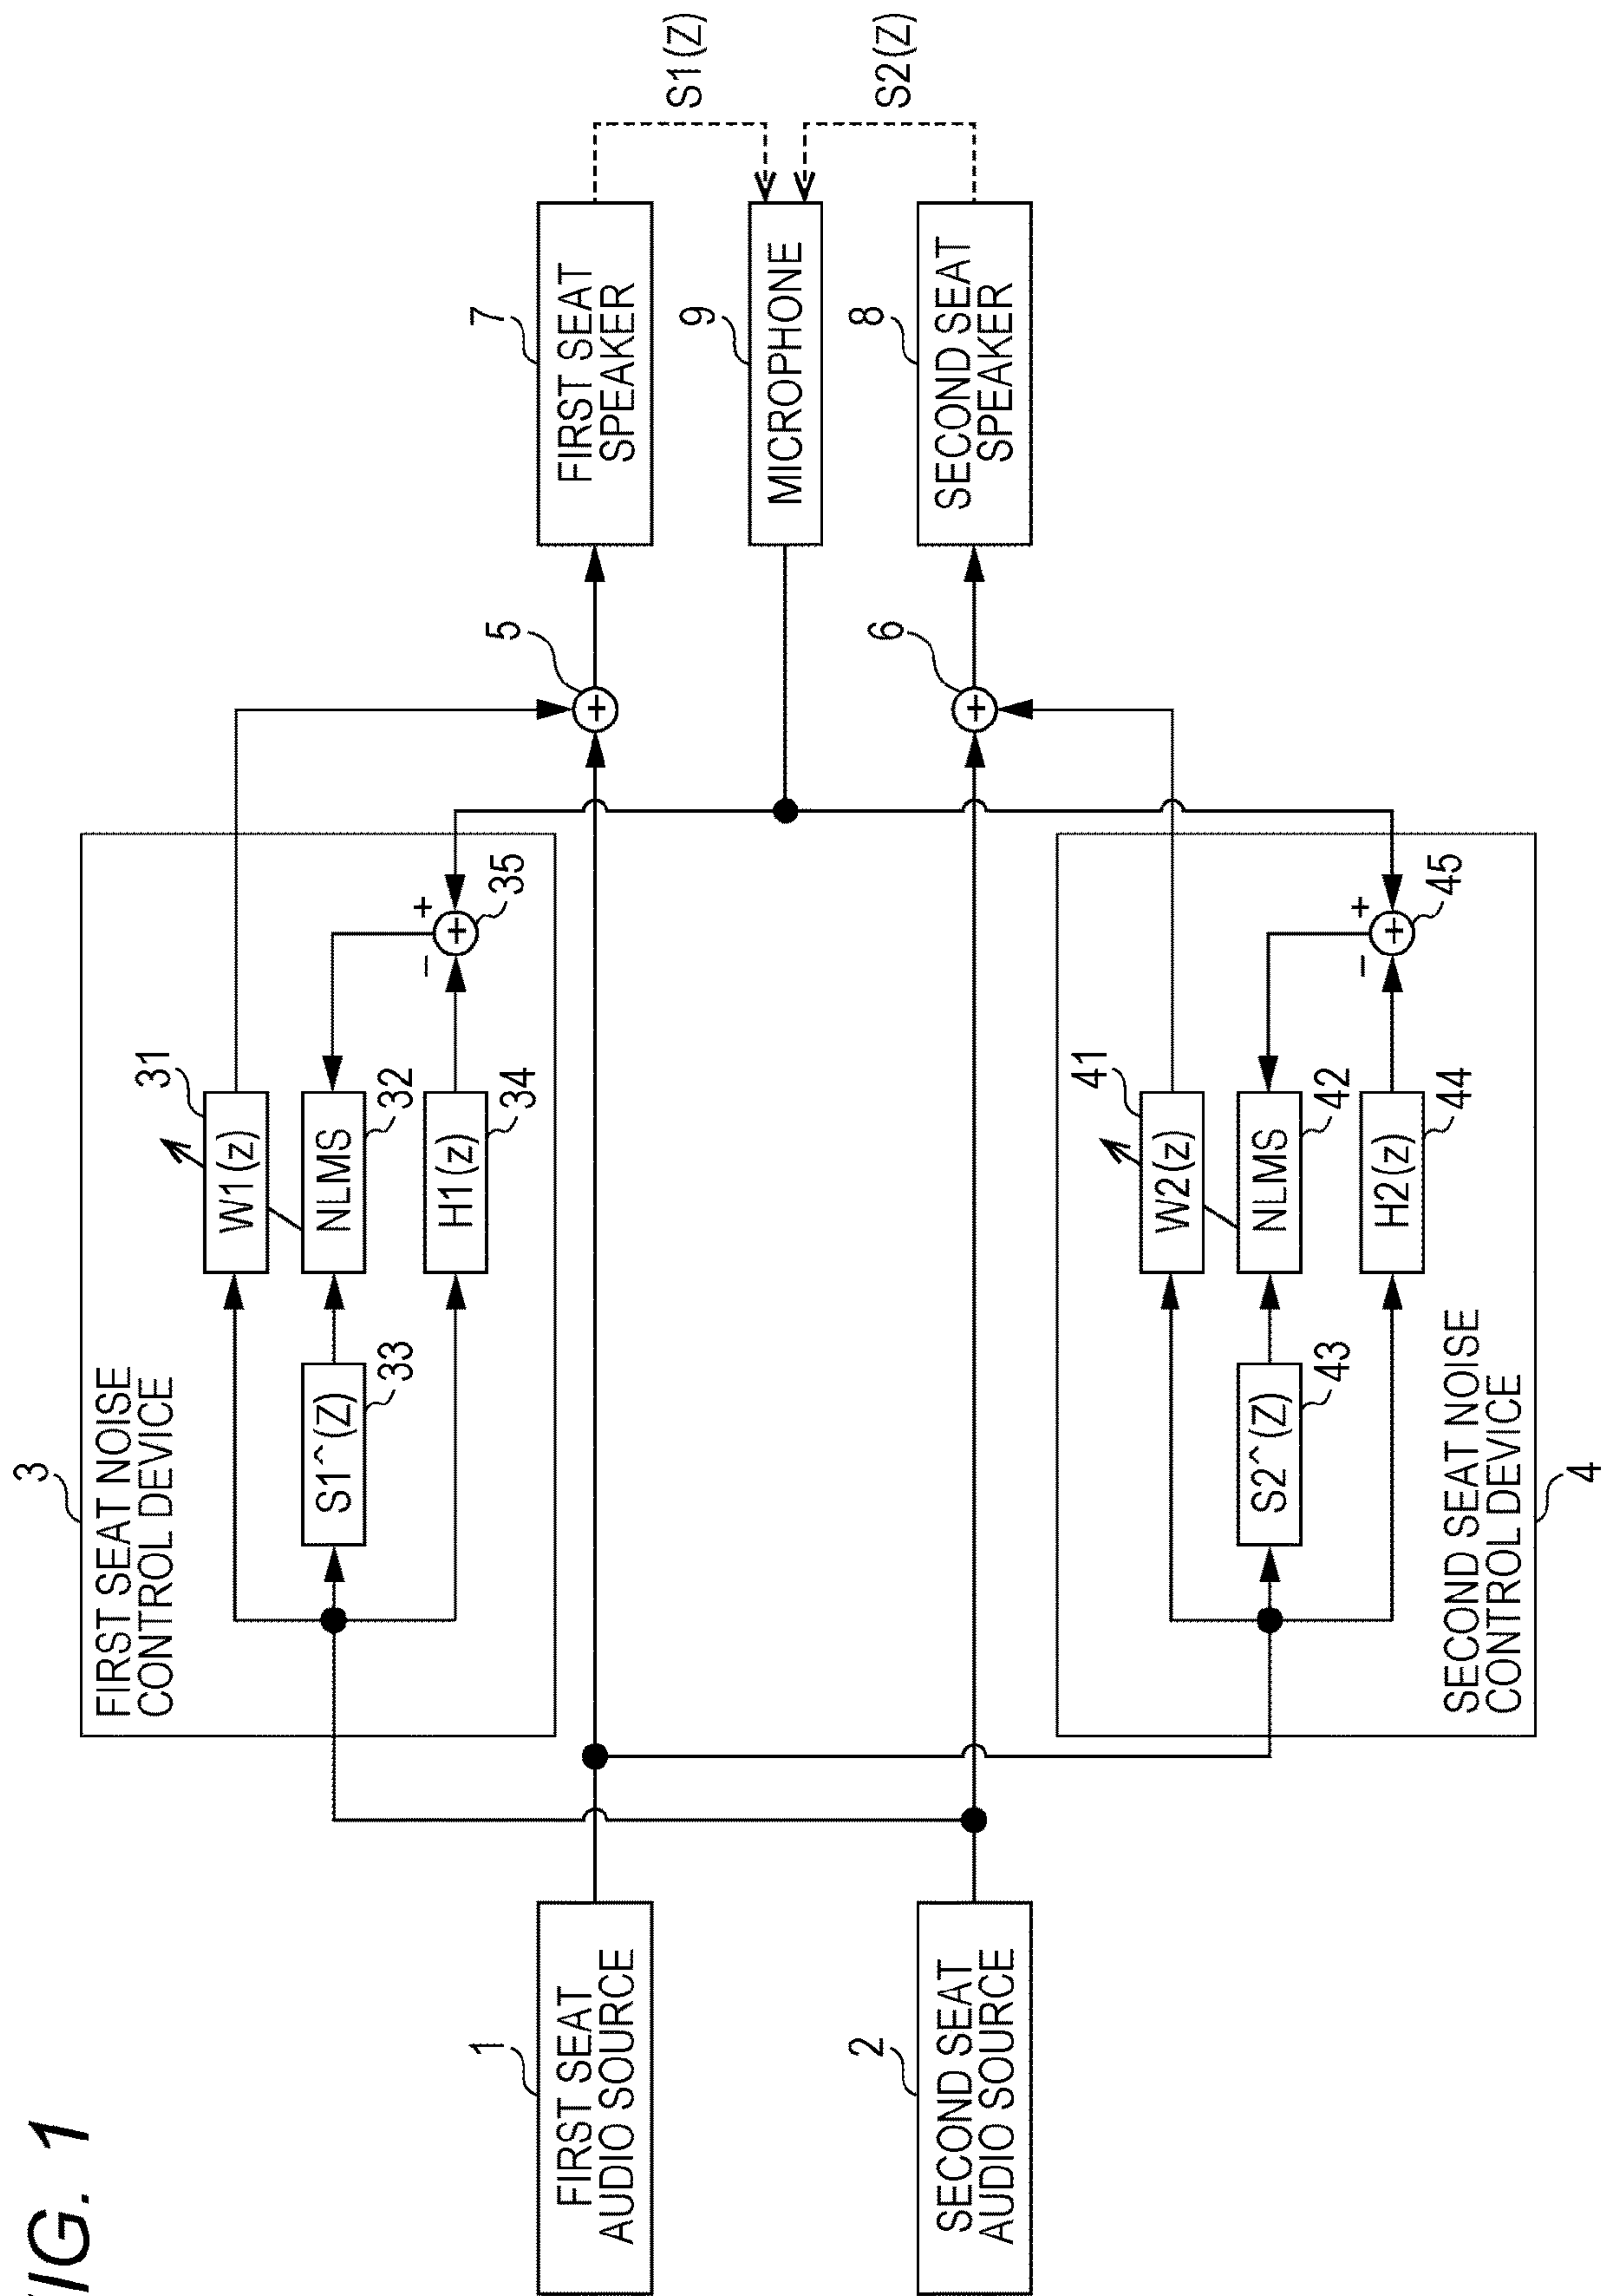 FIG. 1
3
FIRST SEAT NOISE
CONTROL DEVICE
31
W1(z)
NLMS
32
S1^(Z)
33
H1(z)
34
+
−
+
35
1
FIRST SEAT
AUDIO SOURCE
5
+
7
FIRST SEAT
SPEAKER
S1(Z)
9
MICROPHONE
S2(Z)
2
SECOND SEAT
AUDIO SOURCE
6
+
8
SECOND SEAT
SPEAKER
41
W2(z)
NLMS
42
S2^(Z)
43
H2(z)
44
+
−
+
45
SECOND SEAT NOISE
CONTROL DEVICE
4